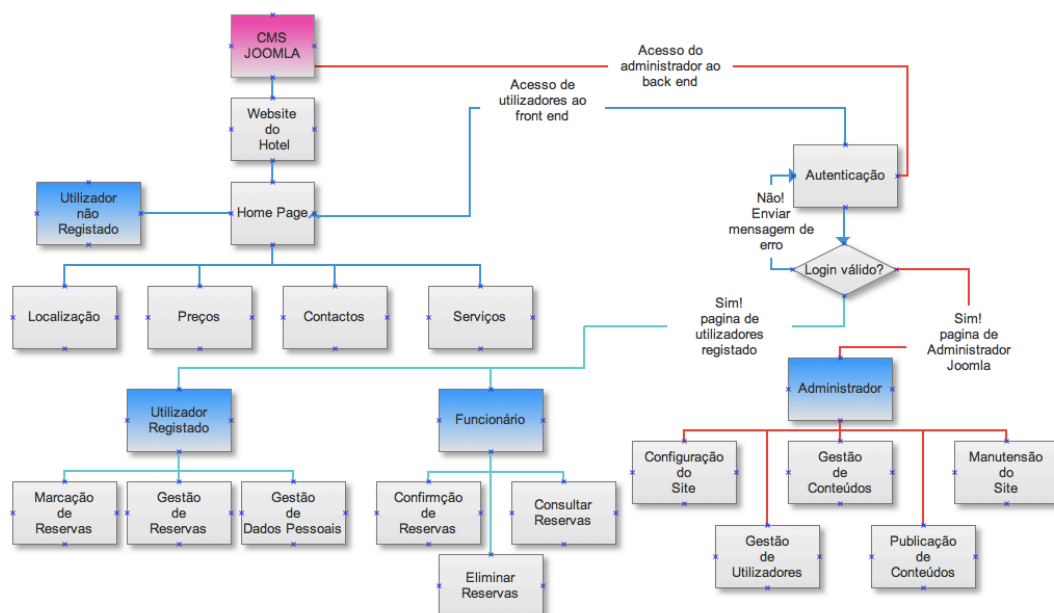 CMS
JOOMLA
Acesso do
administrador ao
back end
Acesso de
utilizadores ao
front end
Website
do
Hotel
Autenticação
Utilizador
não
Registado
Home Page
Não!
Enviar
mensagem de
erro
Login válido?
Localização
Preços
Contactos
Serviços
Sim!
pagina de
utilizadores
registado
Sim!
pagina de
Administrador
Joomla
Utilizador
Registado
Funcionário
Administrador
Marcação
de
Reservas
Gestão
de
Reservas
Gestão
de
Dados Pessoais
Confirmção
de
Reservas
Consultar
Reservas
Eliminar
Reservas
Configuração
do
Site
Gestão
de
Conteúdos
Manutensão
do
Site
Gestão
de
Utilizadores
Publicação
de
Conteúdos